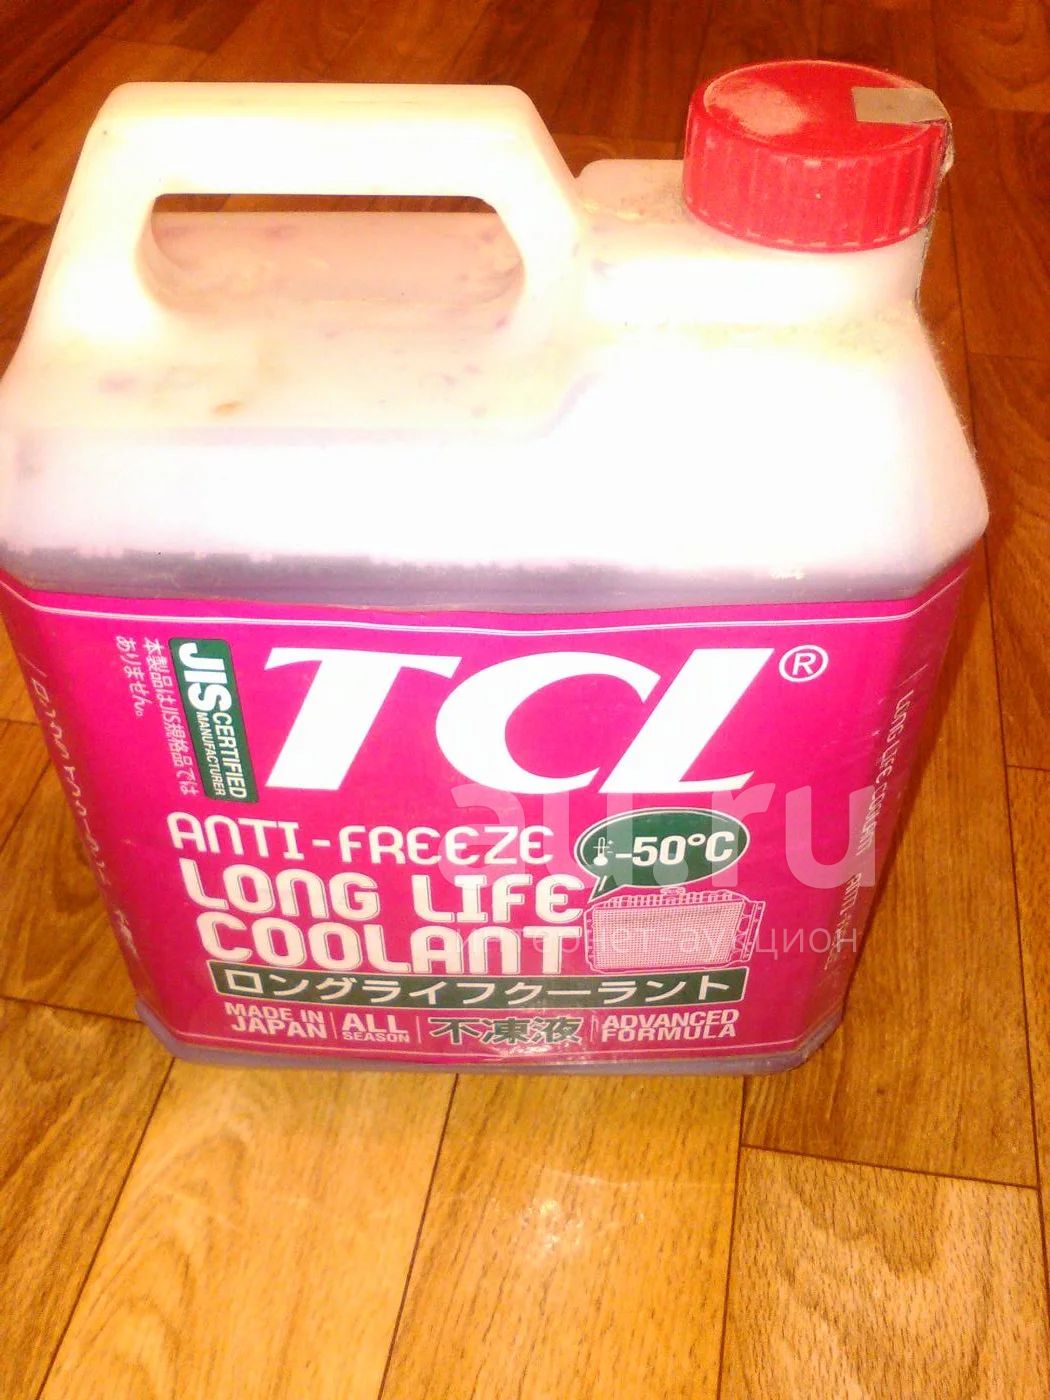 TCL®
JIS
CERTIFIED
MANUFACTURER
本製品はJIS規格品では
ありません。
ANTI-FREEZE
-50°C
LONG LIFE
COOLANT
ロングライフクーラント
MADE IN
JAPAN
ALL
SEASON
不凍液
ADVANCED
FORMULA
LONG LIFE COOLANT
au.ru
интернет-аукцион